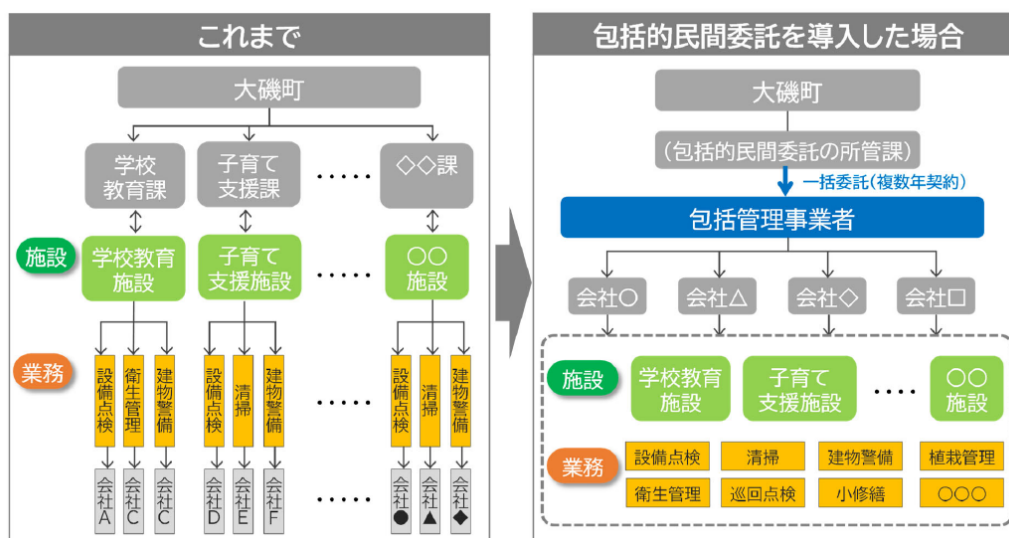 これまで
大磯町
学校
教育課
子育て
支援課
・・・・・
◇◇課
施設
学校教育
施設
子育て
支援施設
・・・・・
○○
施設
業務
設備点検
衛生管理
建物警備
設備点検
清掃
建物警備
・・・・・
設備点検
清掃
建物警備
会社A
会社C
会社C
会社D
会社E
会社F
・・・・・
会社●
会社▲
会社◆
包括的民間委託を導入した場合
大磯町
(包括的民間委託の所管課)
一括委託(複数年契約)
包括管理事業者
会社○
会社△
会社◇
会社□
施設
学校教育
施設
子育て
支援施設
・・・・
○○
施設
業務
設備点検
清掃
建物警備
植栽管理
衛生管理
巡回点検
小修繕
○○○